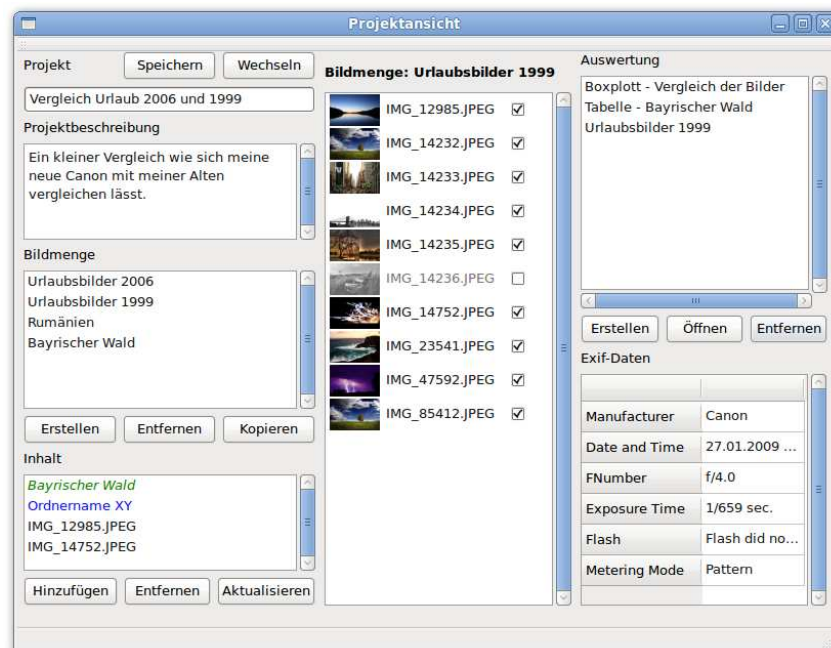 Projektansicht
Projekt
Speichern
Wechseln
Vergleich Urlaub 2006 und 1999
Projektbeschreibung
Ein kleiner Vergleich wie sich meine
neue Canon mit meiner Alten
vergleichen lässt.
Bildmenge
Urlaubsbilder 2006
Urlaubsbilder 1999
Rumänien
Bayrischer Wald
Erstellen
Entfernen
Kopieren
Inhalt
Bayrischer Wald
Ordnername XY
IMG_12985.JPEG
IMG_14752.JPEG
Hinzufügen
Entfernen
Aktualisieren
Bildmenge: Urlaubsbilder 1999
IMG_12985.JPEG
IMG_14232.JPEG
IMG_14233.JPEG
IMG_14234.JPEG
IMG_14235.JPEG
IMG_14236.JPEG
IMG_14752.JPEG
IMG_23541.JPEG
IMG_47592.JPEG
IMG_85412.JPEG
Auswertung
Boxplott - Vergleich der Bilder
Tabelle - Bayrischer Wald
Urlaubsbilder 1999
Erstellen
Öffnen
Entfernen
Exif-Daten
Manufacturer Canon
Date and Time 27.01.2009 ...
FNumber f/4.0
Exposure Time 1/659 sec.
Flash Flash did no...
Metering Mode Pattern